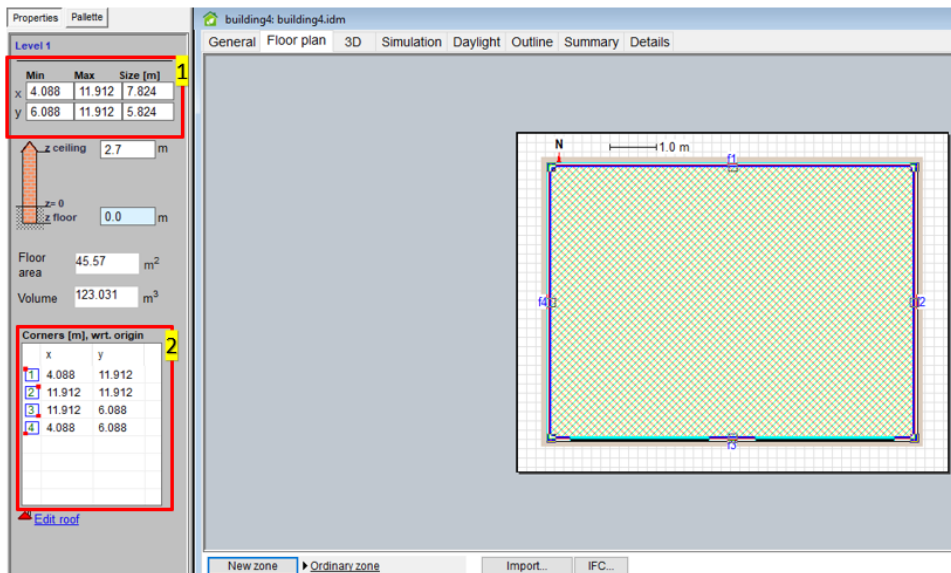 Properties Palette
building4: building4.idm
General Floor plan 3D Simulation Daylight Outline Summary Details
Level 1
1
Min Max Size [m]
x 4.088 11.912 7.824
y 6.088 11.912 5.824
z ceiling 2.7 m
z= 0
z floor 0.0 m
Floor area 45.57 m2
Volume 123.031 m3
2
Corners [m], wrt. origin
x y
1 4.088 11.912
2 11.912 11.912
3 11.912 6.088
4 4.088 6.088
Edit roof
N 1.0 m
f1
f4 f2
f3
New zone Ordinary zone Import... IFC...